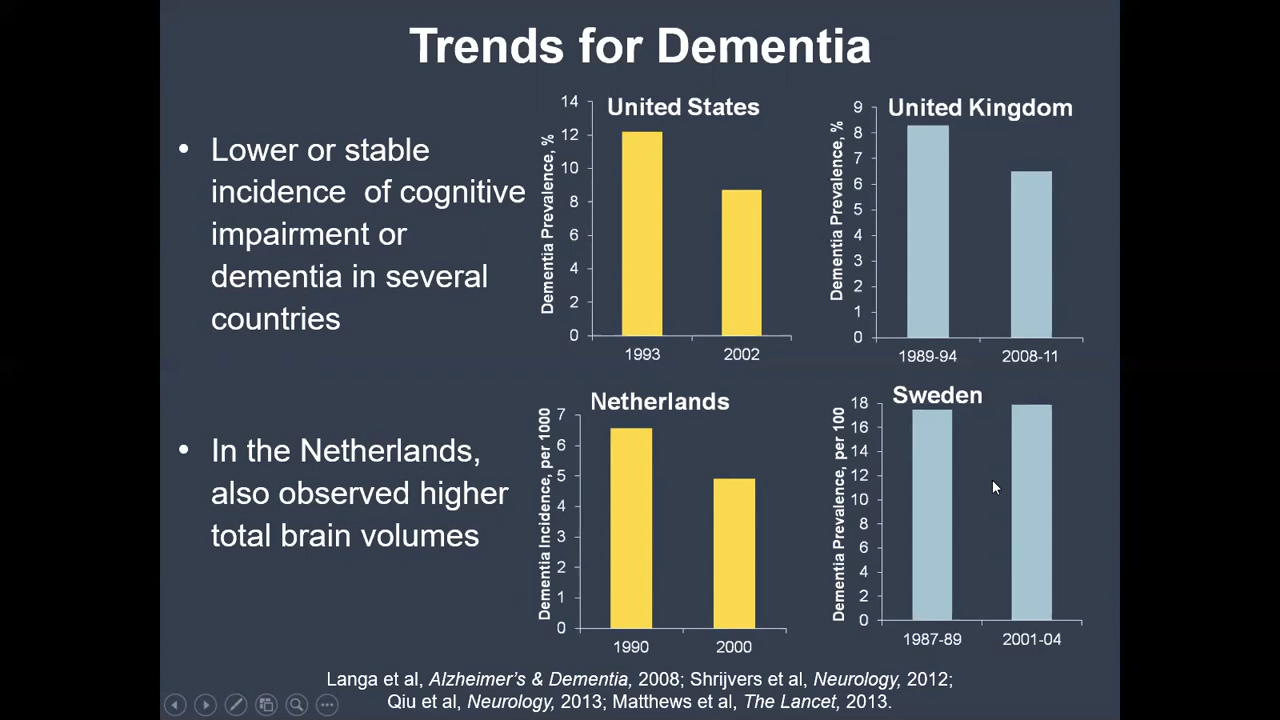 Trends for Dementia
• Lower or stable
incidence of cognitive
impairment or
dementia in several
countries
• In the Netherlands,
also observed higher
total brain volumes
United States
Dementia Prevalence, %
14
12
10
8
6
4
2
0
1993 2002
United Kingdom
Dementia Prevalence, %
9
8
7
6
5
4
3
2
1
0
1989-94 2008-11
Netherlands
Dementia Incidence, per 1000
7
6
5
4
3
2
1
0
1990 2000
Sweden
Dementia Prevalence, per 100
18
16
14
12
10
8
6
4
2
0
1987-89 2001-04
Langa et al, Alzheimer's & Dementia, 2008; Shrijvers et al, Neurology, 2012;
Qiu et al, Neurology, 2013; Matthews et al, The Lancet, 2013.